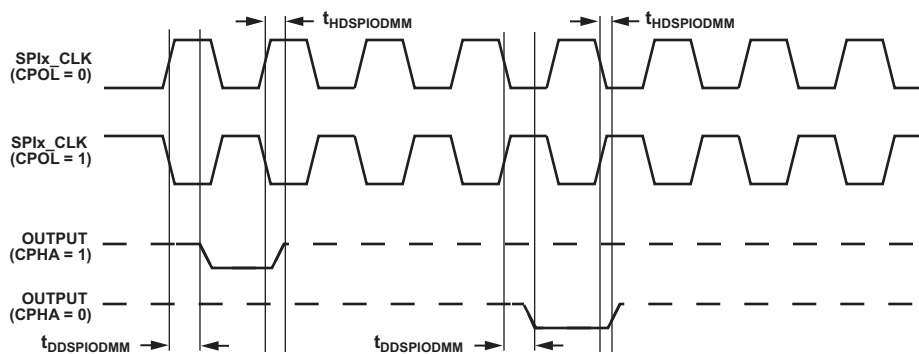 tHDSPIODMM
tHDSPIODMM
SPIx_CLK
(CPOL = 0)
SPIx_CLK
(CPOL = 1)
OUTPUT
(CPHA = 1)
OUTPUT
(CPHA = 0)
tDDSPIODMM
tDDSPIODMM